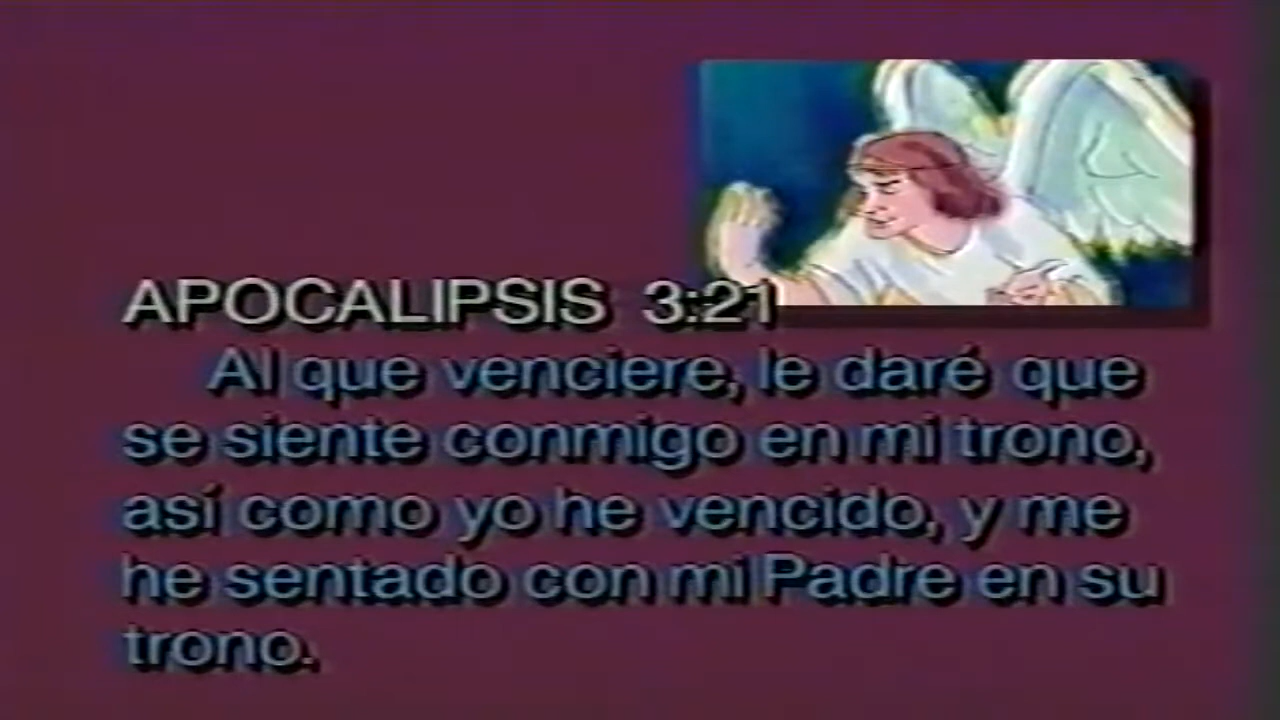 APOCALIPSIS 3:21
Al que venciere, le daré que
se siente conmigo en mi trono,
así como yo he vencido, y me
he sentado con mi Padre en su
trono.